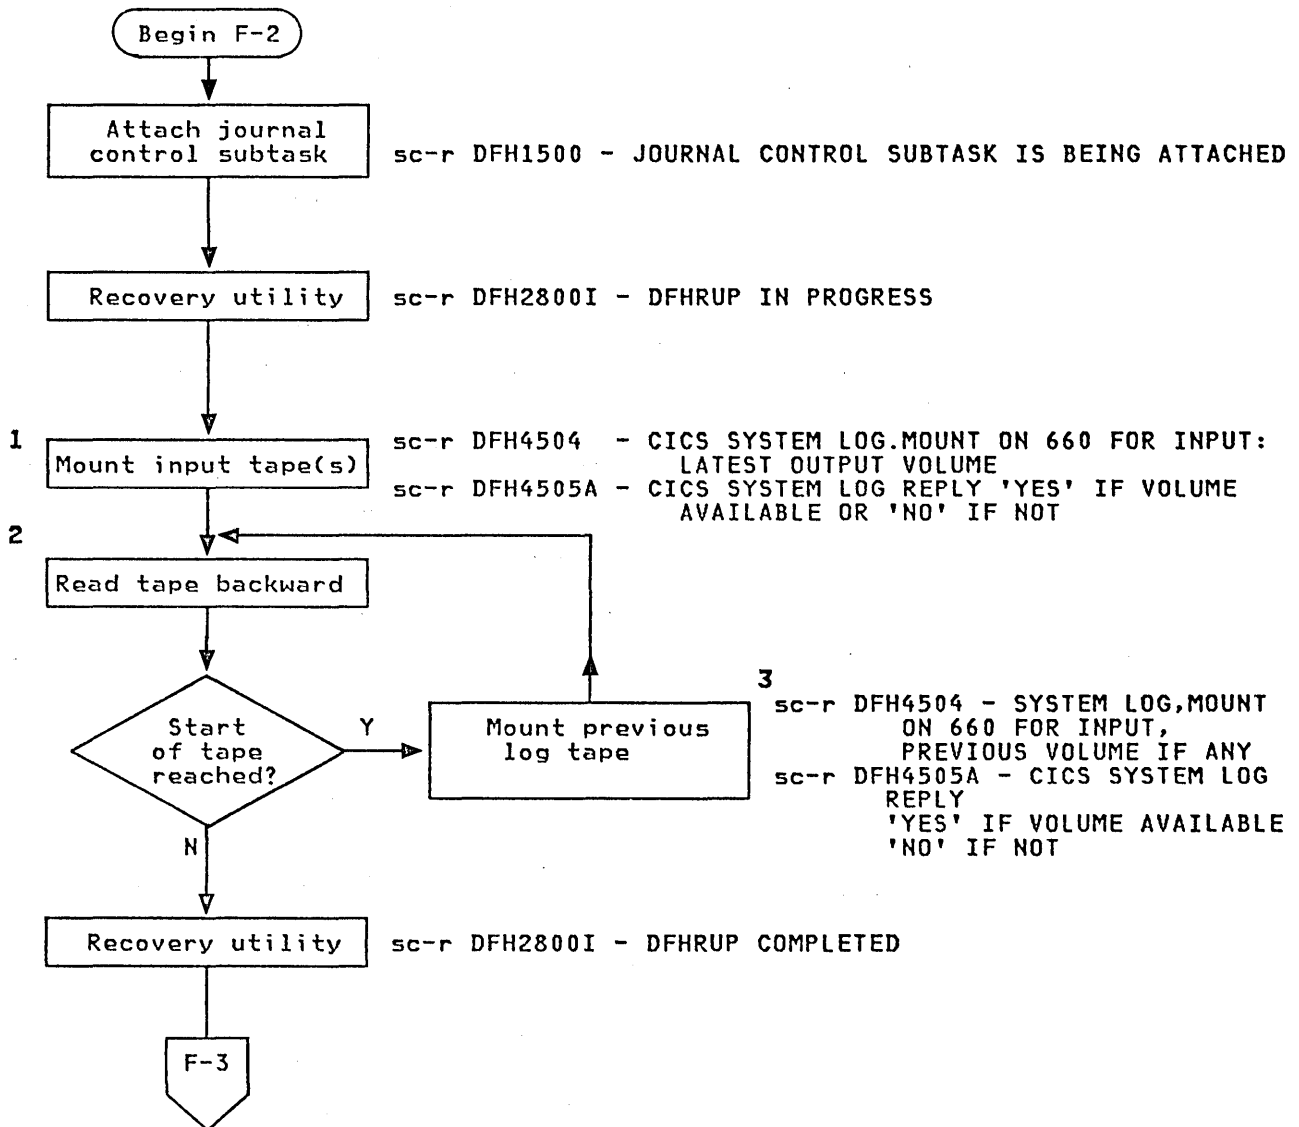 Begin F-2
Attach journal
control subtask
sc-r DFH1500 - JOURNAL CONTROL SUBTASK IS BEING ATTACHED
Recovery utility
sc-r DFH2800I - DFHRUP IN PROGRESS
1
Mount input tape(s)
sc-r DFH4504 - CICS SYSTEM LOG.MOUNT ON 660 FOR INPUT:
LATEST OUTPUT VOLUME
sc-r DFH4505A - CICS SYSTEM LOG REPLY 'YES' IF VOLUME
AVAILABLE OR 'NO' IF NOT
2
Read tape backward
Start
of tape
reached?
Y
Mount previous
log tape
3
sc-r DFH4504 - SYSTEM LOG,MOUNT
ON 660 FOR INPUT,
PREVIOUS VOLUME IF ANY
sc-r DFH4505A - CICS SYSTEM LOG
REPLY
'YES' IF VOLUME AVAILABLE
'NO' IF NOT
N
Recovery utility
sc-r DFH2800I - DFHRUP COMPLETED
F-3